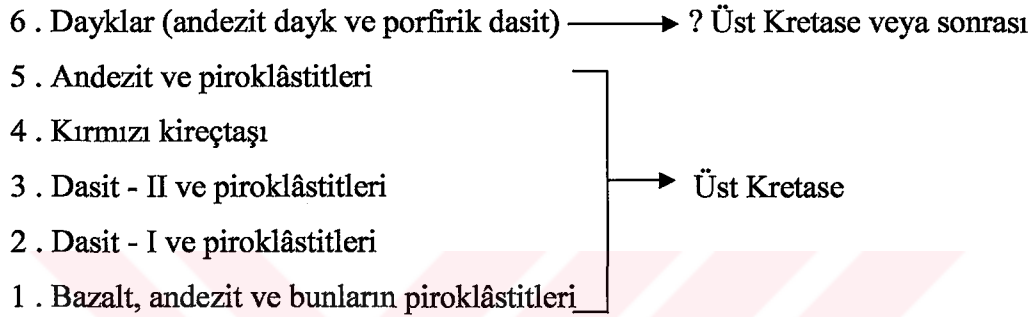 6 . Dayklar (andezit dayk ve porfirik dasit) ? Üst Kretase veya sonrası
5 . Andezit ve piroklâstitleri
4 . Kırmızı kireçtaşı
3 . Dasit - II ve piroklâstitleri Üst Kretase
2 . Dasit - I ve piroklâstitleri
1 . Bazalt, andezit ve bunların piroklâstitleri